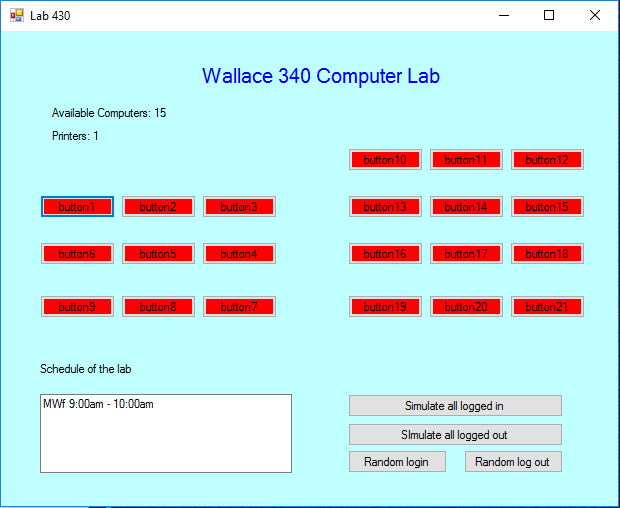 Lab 430
Wallace 340 Computer Lab
Available Computers: 15
Printers: 1
button10 button11 button12
button1 button2 button3 button13 button14 button15
button6 button5 button4 button16 button17 button18
button9 button8 button7 button19 button20 button21
Schedule of the lab
MWf 9:00am - 10:00am
Simulate all logged in
SImulate all logged out
Random login Random log out